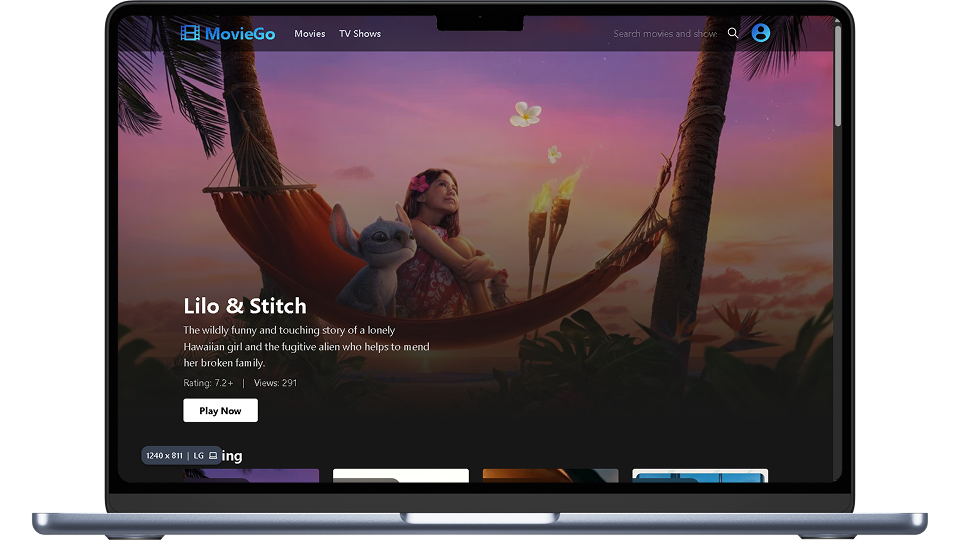 MovieGo
Movies
TV Shows
Search movies and show
Lilo & Stitch
The wildly funny and touching story of a lonely
Hawaiian girl and the fugitive alien who helps to mend
her broken family.
Rating: 7.2+ | Views: 291
Play Now
1240 x 811 | LG
ing